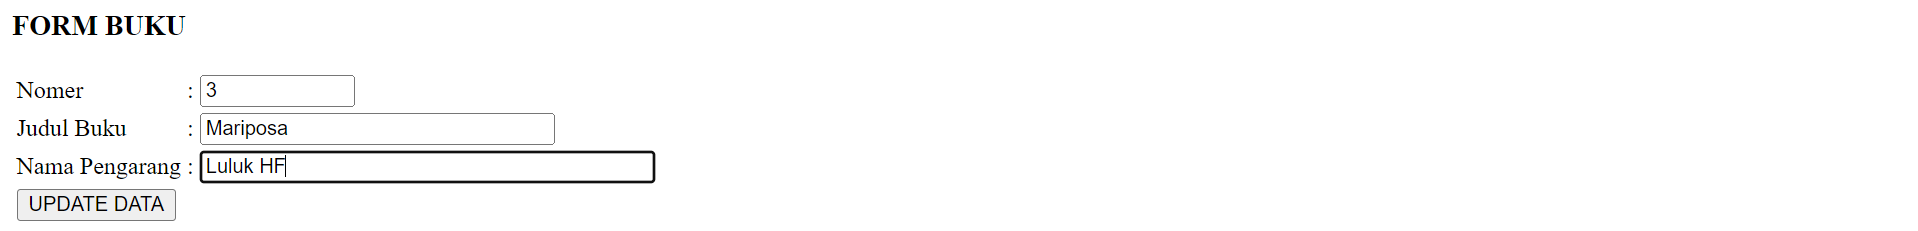 FORM BUKU
Nomer : 3
Judul Buku : Mariposa
Nama Pengarang : Luluk HF
UPDATE DATA